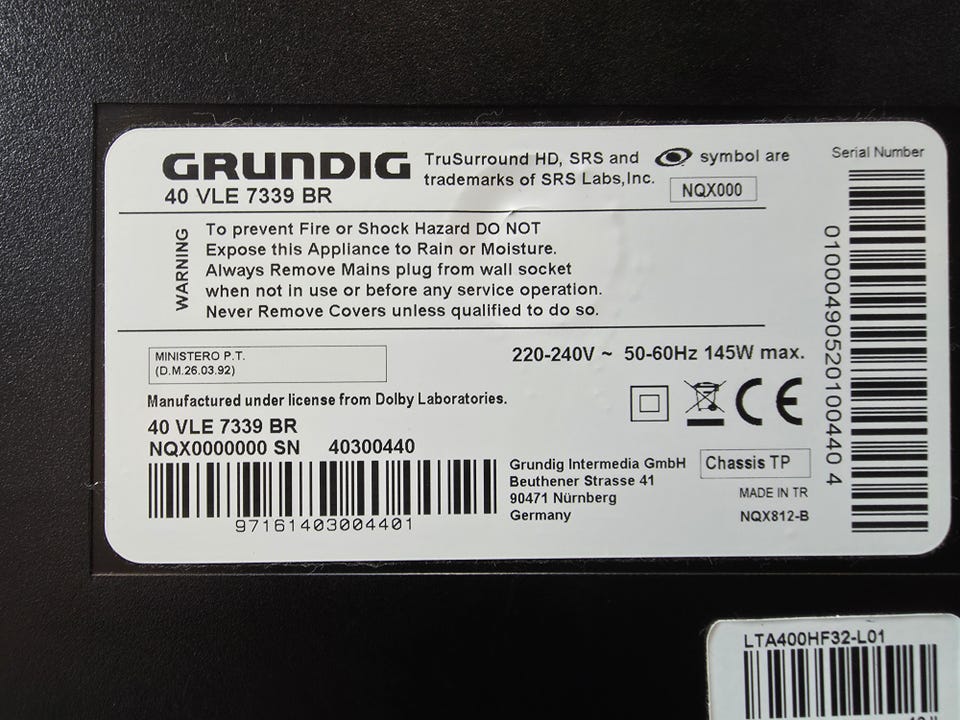 GRUNDIG
40 VLE 7339 BR
TruSurround HD, SRS and symbol are
trademarks of SRS Labs,Inc.
NQX000
Serial Number
WARNING
To prevent Fire or Shock Hazard DO NOT
Expose this Appliance to Rain or Moisture.
Always Remove Mains plug from wall socket
when not in use or before any service operation.
Never Remove Covers unless qualified to do so.
MINISTERO P.T.
(D.M.26.03.92)
220-240V ~ 50-60Hz 145W max.
Manufactured under license from Dolby Laboratories.
40 VLE 7339 BR
NQX0000000 SN 40300440
97161403004401
CE
Grundig Intermedia GmbH
Beuthener Strasse 41
90471 Nürnberg
Germany
Chassis TP
MADE IN TR
NQX812-B
01000490520100440 4
LTA400HF32-L01